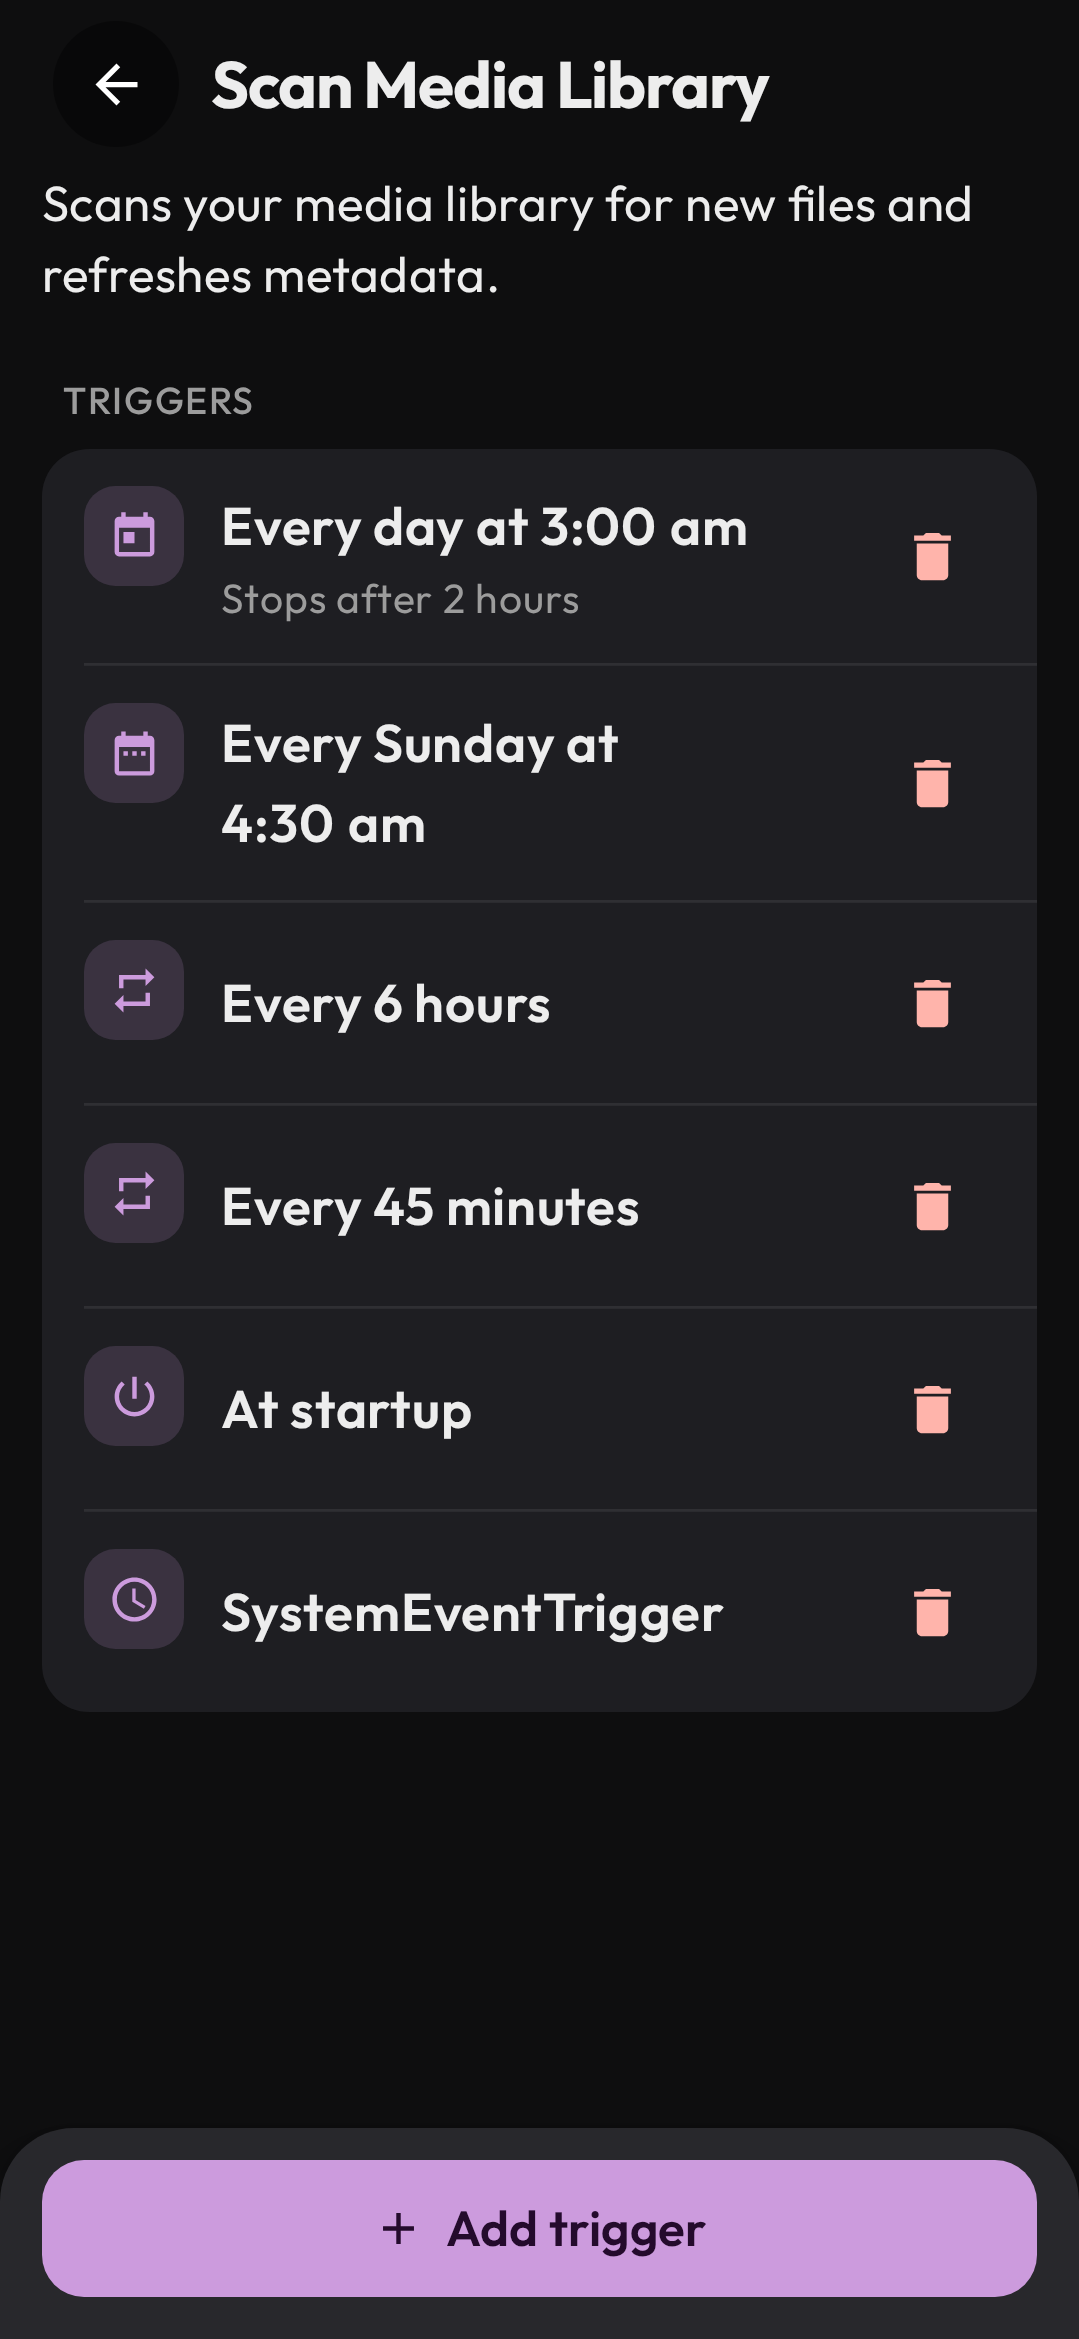 Scan Media Library
Scans your media library for new files and
refreshes metadata.
TRIGGERS
Every day at 3:00 am
Stops after 2 hours
Every Sunday at
4:30 am
Every 6 hours
Every 45 minutes
At startup
SystemEventTrigger
Add trigger